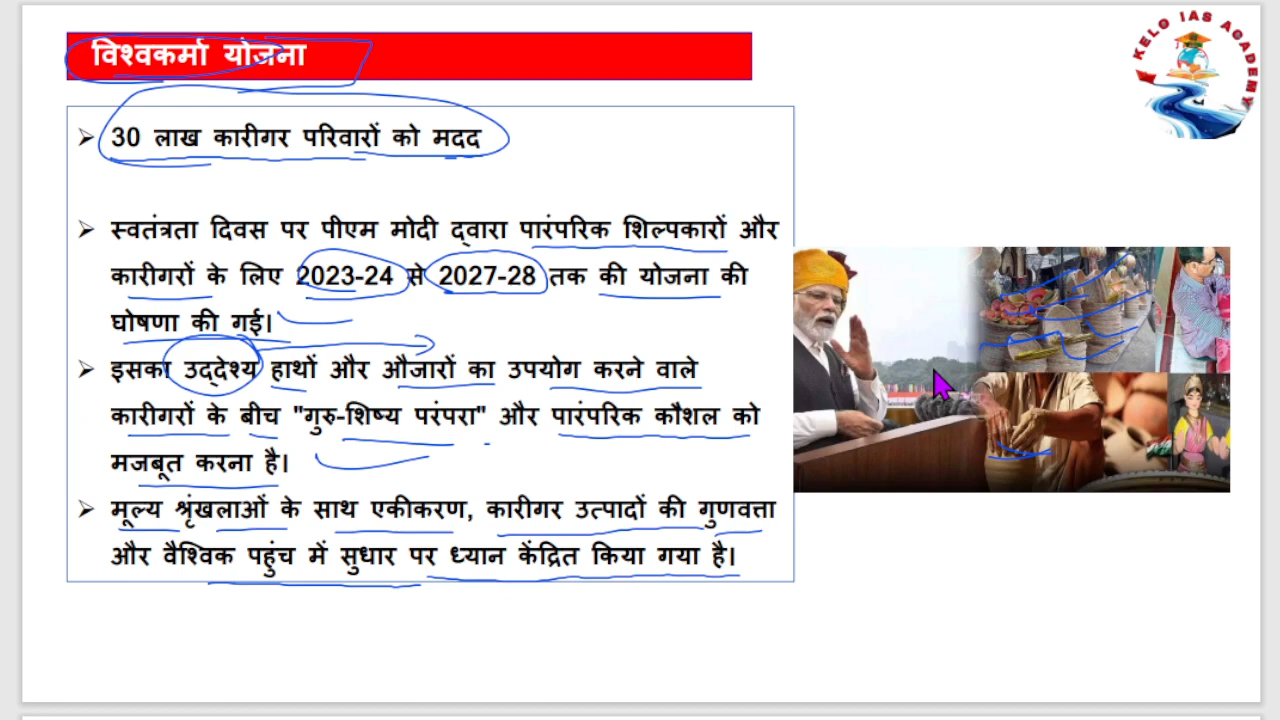 विश्वकर्मा योजना
KELO IAS ACADEMY
➢ 30 लाख कारीगर परिवारों को मदद
➢ स्वतंत्रता दिवस पर पीएम मोदी द्वारा पारंपरिक शिल्पकारों और
कारीगरों के लिए 2023-24 से 2027-28 तक की योजना की
घोषणा की गई।
➢ इसका उद्देश्य हाथों और औजारों का उपयोग करने वाले
कारीगरों के बीच "गुरु-शिष्य परंपरा" और पारंपरिक कौशल को
मजबूत करना है।
➢ मूल्य श्रृंखलाओं के साथ एकीकरण, कारीगर उत्पादों की गुणवत्ता
और वैश्विक पहुंच में सुधार पर ध्यान केंद्रित किया गया है।